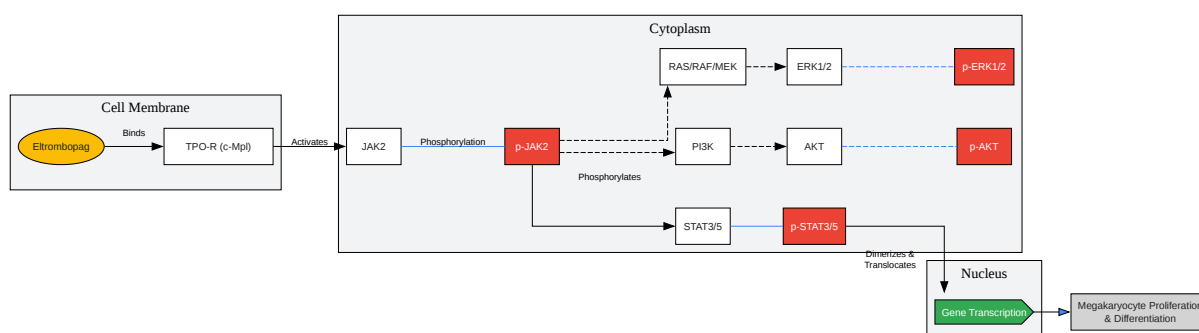 Cytoplasm
RAS/RAF/MEK
ERK1/2
p-ERK1/2
Cell Membrane
Eltrombopag
Binds
TPO-R (c-Mpl)
Activates
JAK2
Phosphorylation
p-JAK2
PI3K
AKT
p-AKT
Phosphorylates
STAT3/5
p-STAT3/5
Dimerizes &
Translocates
Nucleus
Gene Transcription
Megakaryocyte Proliferation
& Differentiation